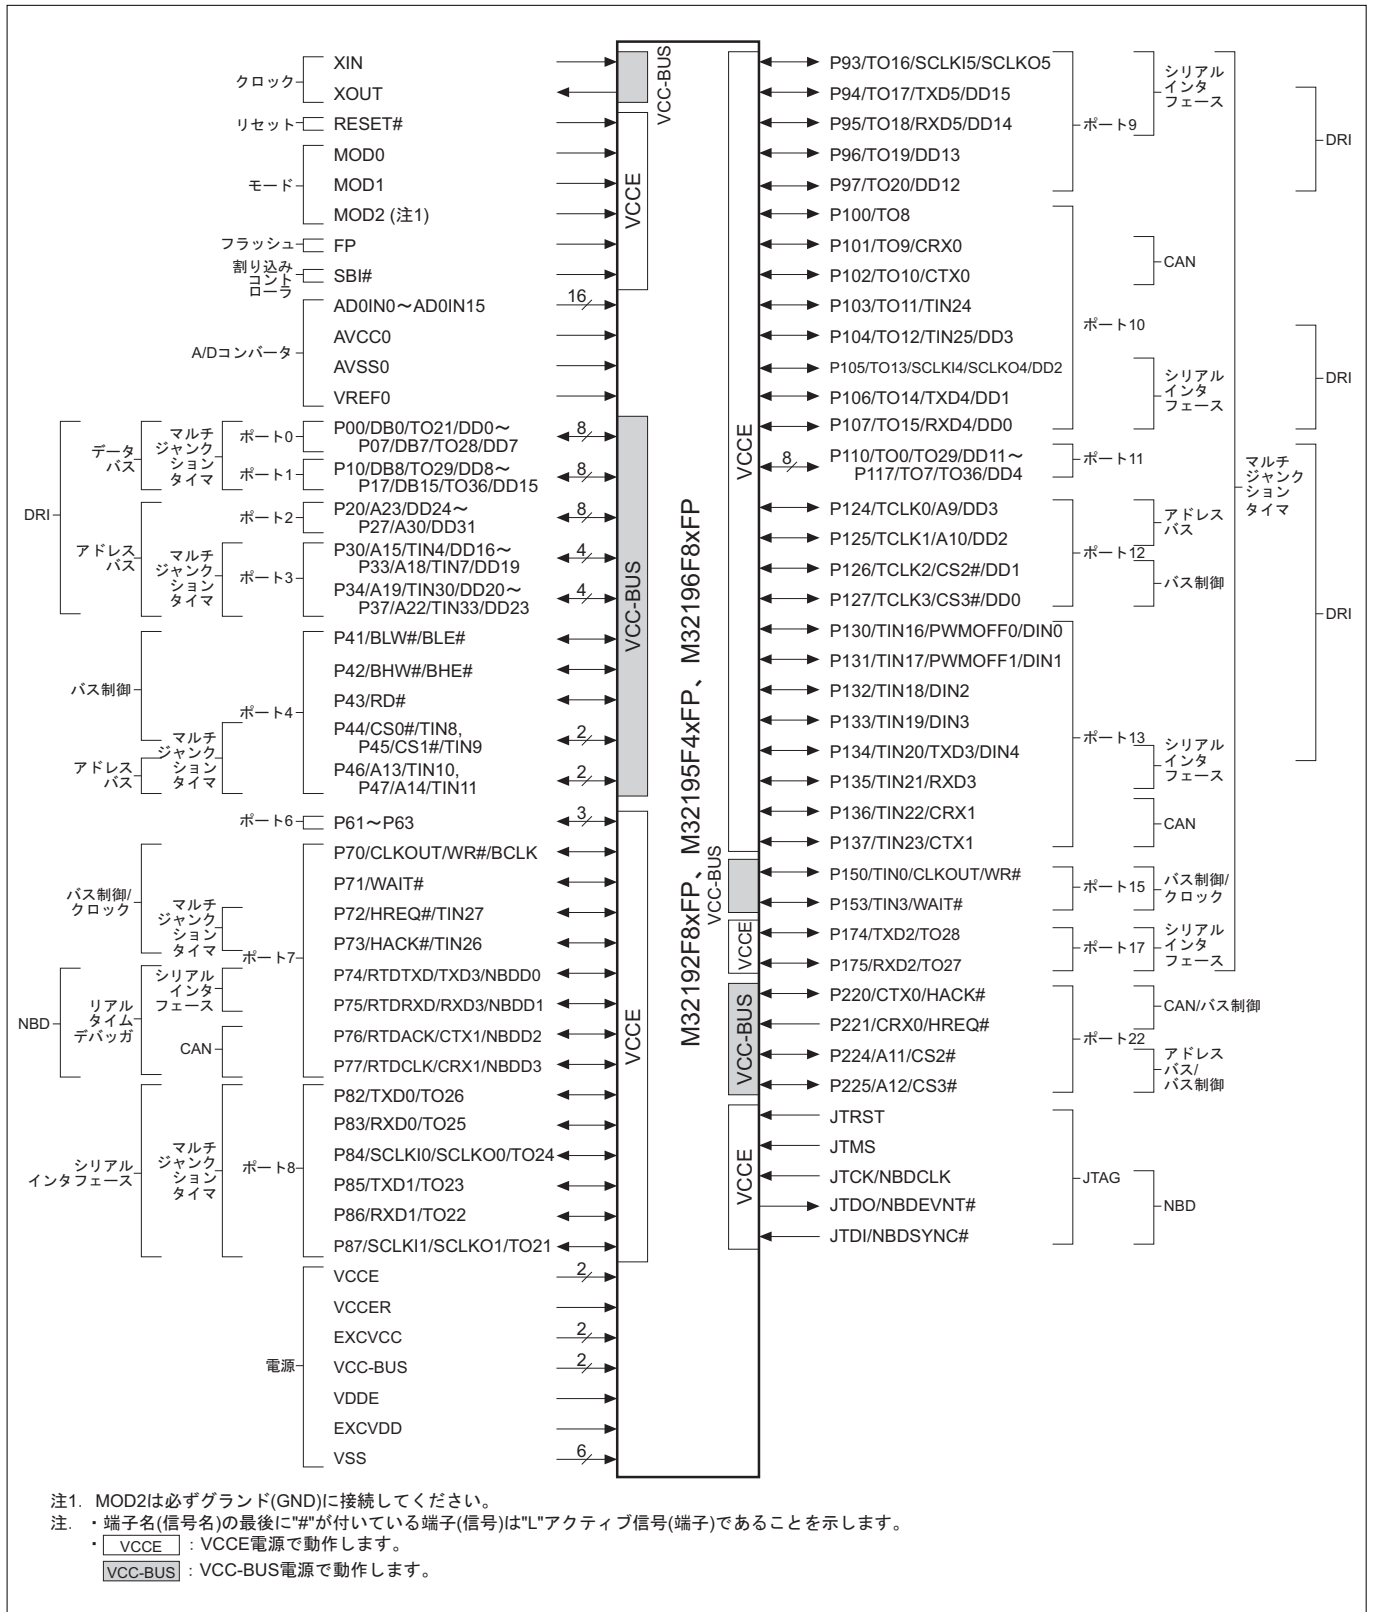 クロック
XIN
XOUT
リセット
RESET#
モード
MOD0
MOD1
MOD2 (注1)
フラッシュ
FP
割り込み
コント
ローラ
SBI#
A/Dコンバータ
AD0IN0～AD0IN15
16
AVCC0
AVSS0
VREF0
DRI
データ
バス
マルチ
ジャンク
ション
タイマ
ポート0
P00/DB0/TO21/DD0～
P07/DB7/TO28/DD7
8
ポート1
P10/DB8/TO29/DD8～
P17/DB15/TO36/DD15
8
アドレス
バス
ポート2
P20/A23/DD24～
P27/A30/DD31
8
マルチ
ジャンク
ション
タイマ
ポート3
P30/A15/TIN4/DD16～
P33/A18/TIN7/DD19
4
P34/A19/TIN30/DD20～
P37/A22/TIN33/DD23
4
バス制御
ポート4
P41/BLW#/BLE#
P42/BHW#/BHE#
P43/RD#
マルチ
ジャンク
ション
タイマ
P44/CS0#/TIN8,
P45/CS1#/TIN9
2
アドレス
バス
P46/A13/TIN10,
P47/A14/TIN11
2
ポート6
P61～P63
3
バス制御/
クロック
マルチ
ジャンク
ション
タイマ
ポート7
P70/CLKOUT/WR#/BCLK
P71/WAIT#
P72/HREQ#/TIN27
P73/HACK#/TIN26
NBD
リアル
タイム
デバッガ
シリアル
インタ
フェース
P74/RTDTXD/TXD3/NBDD0
P75/RTDRXD/RXD3/NBDD1
CAN
P76/RTDACK/CTX1/NBDD2
P77/RTDCLK/CRX1/NBDD3
シリアル
インタフェース
マルチ
ジャンク
ション
タイマ
ポート8
P82/TXD0/TO26
P83/RXD0/TO25
P84/SCLKI0/SCLKO0/TO24
P85/TXD1/TO23
P86/RXD1/TO22
P87/SCLKI1/SCLKO1/TO21
電源
VCCE
2
VCCER
EXCVCC
2
VCC-BUS
2
VDDE
EXCVDD
VSS
6
VCC-BUS
VCCE
VCC-BUS
VCCE
M32192F8xFP、M32195F4xFP、M32196F8xFP
VCCE
VCC-BUS
VCCE
VCC-BUS
VCCE
P93/TO16/SCLKI5/SCLKO5
P94/TO17/TXD5/DD15
P95/TO18/RXD5/DD14
P96/TO19/DD13
P97/TO20/DD12
ポート9
シリアル
インタ
フェース
DRI
P100/TO8
P101/TO9/CRX0
P102/TO10/CTX0
P103/TO11/TIN24
P104/TO12/TIN25/DD3
P105/TO13/SCLKI4/SCLKO4/DD2
P106/TO14/TXD4/DD1
P107/TO15/RXD4/DD0
ポート10
CAN
シリアル
インタ
フェース
DRI
8
P110/TO0/TO29/DD11～
P117/TO7/TO36/DD4
ポート11
マルチ
ジャンク
ション
タイマ
P124/TCLK0/A9/DD3
P125/TCLK1/A10/DD2
P126/TCLK2/CS2#/DD1
P127/TCLK3/CS3#/DD0
ポート12
アドレス
バス
バス制御
DRI
P130/TIN16/PWMOFF0/DIN0
P131/TIN17/PWMOFF1/DIN1
P132/TIN18/DIN2
P133/TIN19/DIN3
P134/TIN20/TXD3/DIN4
P135/TIN21/RXD3
P136/TIN22/CRX1
P137/TIN23/CTX1
ポート13
シリアル
インタ
フェース
CAN
P150/TIN0/CLKOUT/WR#
P153/TIN3/WAIT#
ポート15
バス制御/
クロック
P174/TXD2/TO28
P175/RXD2/TO27
ポート17
シリアル
インタ
フェース
P220/CTX0/HACK#
P221/CRX0/HREQ#
P224/A11/CS2#
P225/A12/CS3#
ポート22
CAN/バス制御
アドレス
バス/
バス制御
JTRST
JTMS
JTCK/NBDCLK
JTDO/NBDEVNT#
JTDI/NBDSYNC#
JTAG
NBD
注1. MOD2は必ずグランド(GND)に接続してください。
注. ・端子名(信号名)の最後に"#"が付いている端子(信号)は"L"アクティブ信号(端子)であることを示します。
・ VCCE ：VCCE電源で動作します。
VCC-BUS ：VCC-BUS電源で動作します。